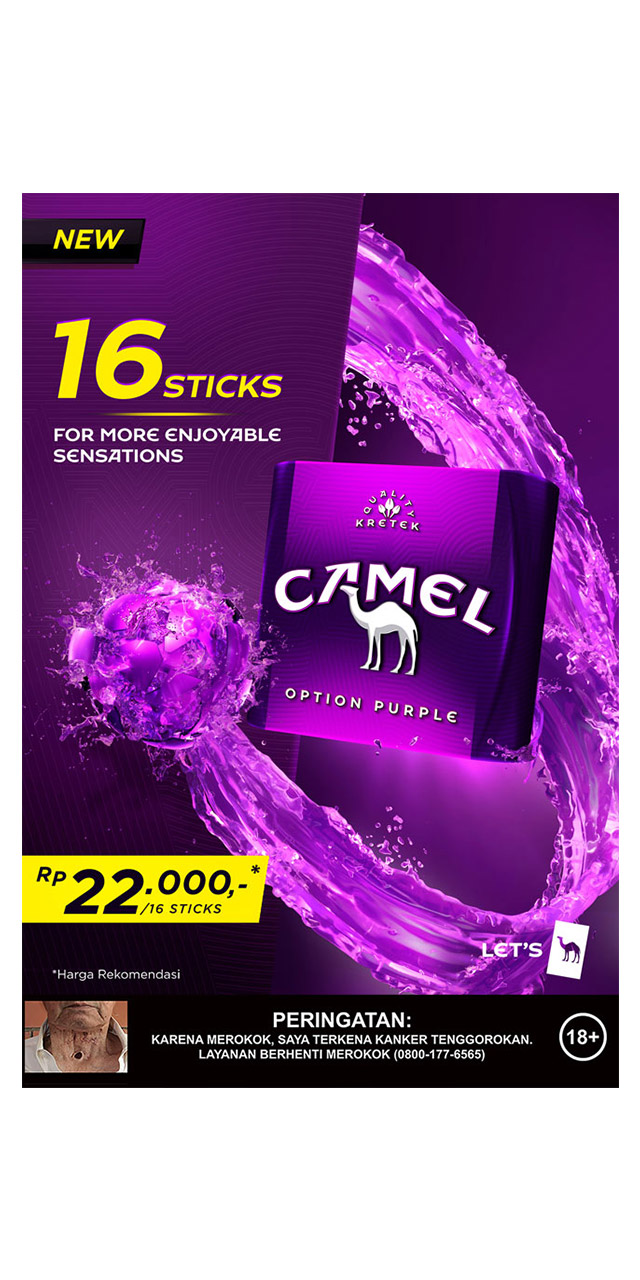 NEW
16 STICKS
FOR MORE ENJOYABLE
SENSATIONS
QUALITY
KRETEK
CAMEL
OPTION PURPLE
RP 22.000,-*
/16 STICKS
LET'S
*Harga Rekomendasi
PERINGATAN:
KARENA MEROKOK, SAYA TERKENA KANKER TENGGOROKAN.
LAYANAN BERHENTI MEROKOK (0800-177-6565)
18+